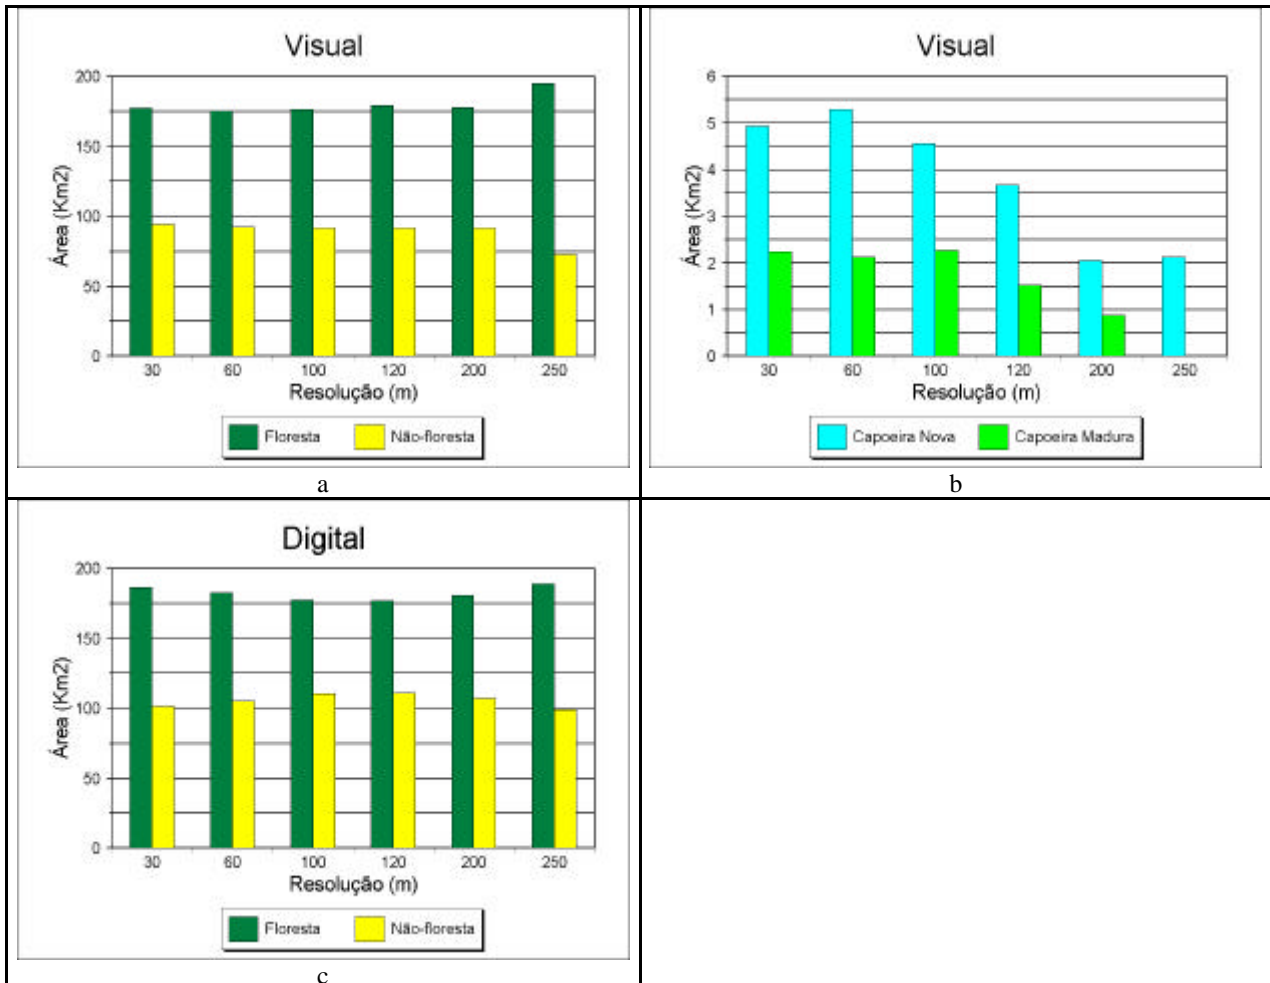 Visual
Área (Km2)
200
150
100
50
0
30 60 100 120 200 250
Resolução (m)
Floresta Não-floresta
a
Visual
Área (Km2)
6
5
4
3
2
1
0
30 60 100 120 200 250
Resolução (m)
Capoeira Nova Capoeira Madura
b
Digital
Área (Km2)
200
150
100
50
0
30 60 100 120 200 250
Resolução (m)
Floresta Não-floresta
c